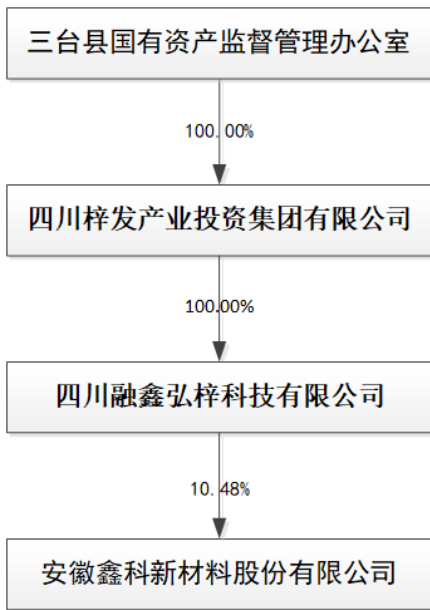 三台县国有资产监督管理办公室
100.00%
四川梓发产业投资集团有限公司
100.00%
四川融鑫弘梓科技有限公司
10.48%
安徽鑫科新材料股份有限公司